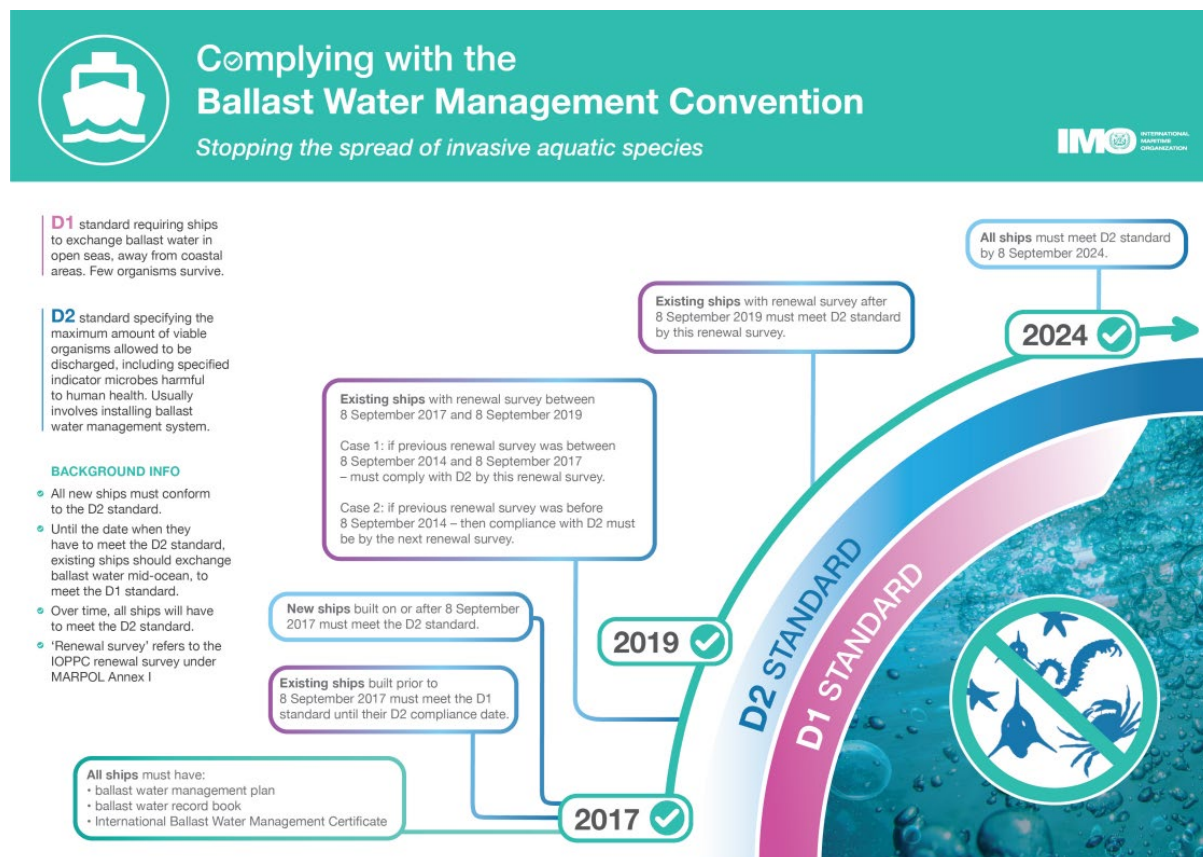 Complying with the
Ballast Water Management Convention
Stopping the spread of invasive aquatic species
IMO
INTERNATIONAL
MARITIME
ORGANIZATION
D1 standard requiring ships
to exchange ballast water in
open seas, away from coastal
areas. Few organisms survive.
D2 standard specifying the
maximum amount of viable
organisms allowed to be
discharged, including specified
indicator microbes harmful
to human health. Usually
involves installing ballast
water management system.
BACKGROUND INFO
All new ships must conform
to the D2 standard.
Until the date when they
have to meet the D2 standard,
existing ships should exchange
ballast water mid-ocean, to
meet the D1 standard.
Over time, all ships will have
to meet the D2 standard.
‘Renewal survey’ refers to the
IOPPC renewal survey under
MARPOL Annex I
All ships must meet D2 standard
by 8 September 2024.
2024
Existing ships with renewal survey after
8 September 2019 must meet D2 standard
by this renewal survey.
Existing ships with renewal survey between
8 September 2017 and 8 September 2019
Case 1: if previous renewal survey was between
8 September 2014 and 8 September 2017
– must comply with D2 by this renewal survey.
Case 2: if previous renewal survey was before
8 September 2014 – then compliance with D2 must
be by the next renewal survey.
2019
New ships built on or after 8 September
2017 must meet the D2 standard.
Existing ships built prior to
8 September 2017 must meet the D1
standard until their D2 compliance date.
All ships must have:
• ballast water management plan
• ballast water record book
• International Ballast Water Management Certificate
2017
D2 STANDARD
D1 STANDARD